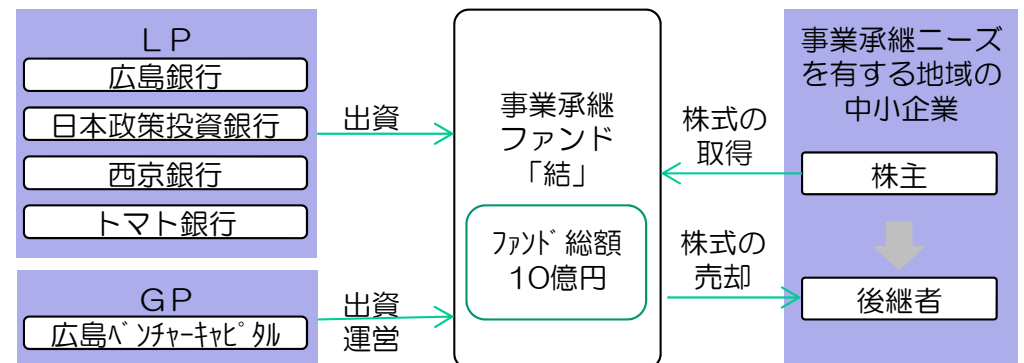 LP
広島銀行
日本政策投資銀行
西京銀行
トマト銀行
GP
広島ﾍﾞﾝﾁｬｰｷｬﾋﾟﾀﾙ
出資
出資
運営
事業承継
ファンド
「結」
ﾌｧﾝﾄﾞ総額
10億円
株式の
取得
株式の
売却
事業承継ニーズ
を有する地域の
中小企業
株主
後継者